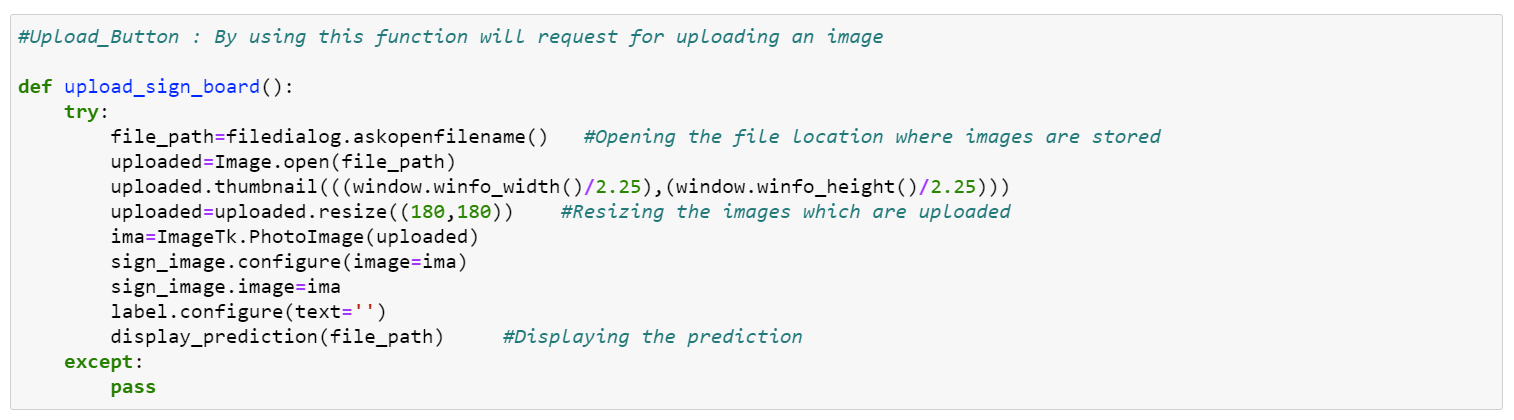 #Upload_Button : By using this function will request for uploading an image

def upload_sign_board():
    try:
        file_path=filedialog.askopenfilename()   #Opening the file location where images are stored
        uploaded=Image.open(file_path)
        uploaded.thumbnail(((window.winfo_width()/2.25),(window.winfo_height()/2.25)))
        uploaded=uploaded.resize((180,180))    #Resizing the images which are uploaded
        ima=ImageTk.PhotoImage(uploaded)
        sign_image.configure(image=ima)
        sign_image.image=ima
        label.configure(text='')
        display_prediction(file_path)     #Displaying the prediction
    except:
        pass